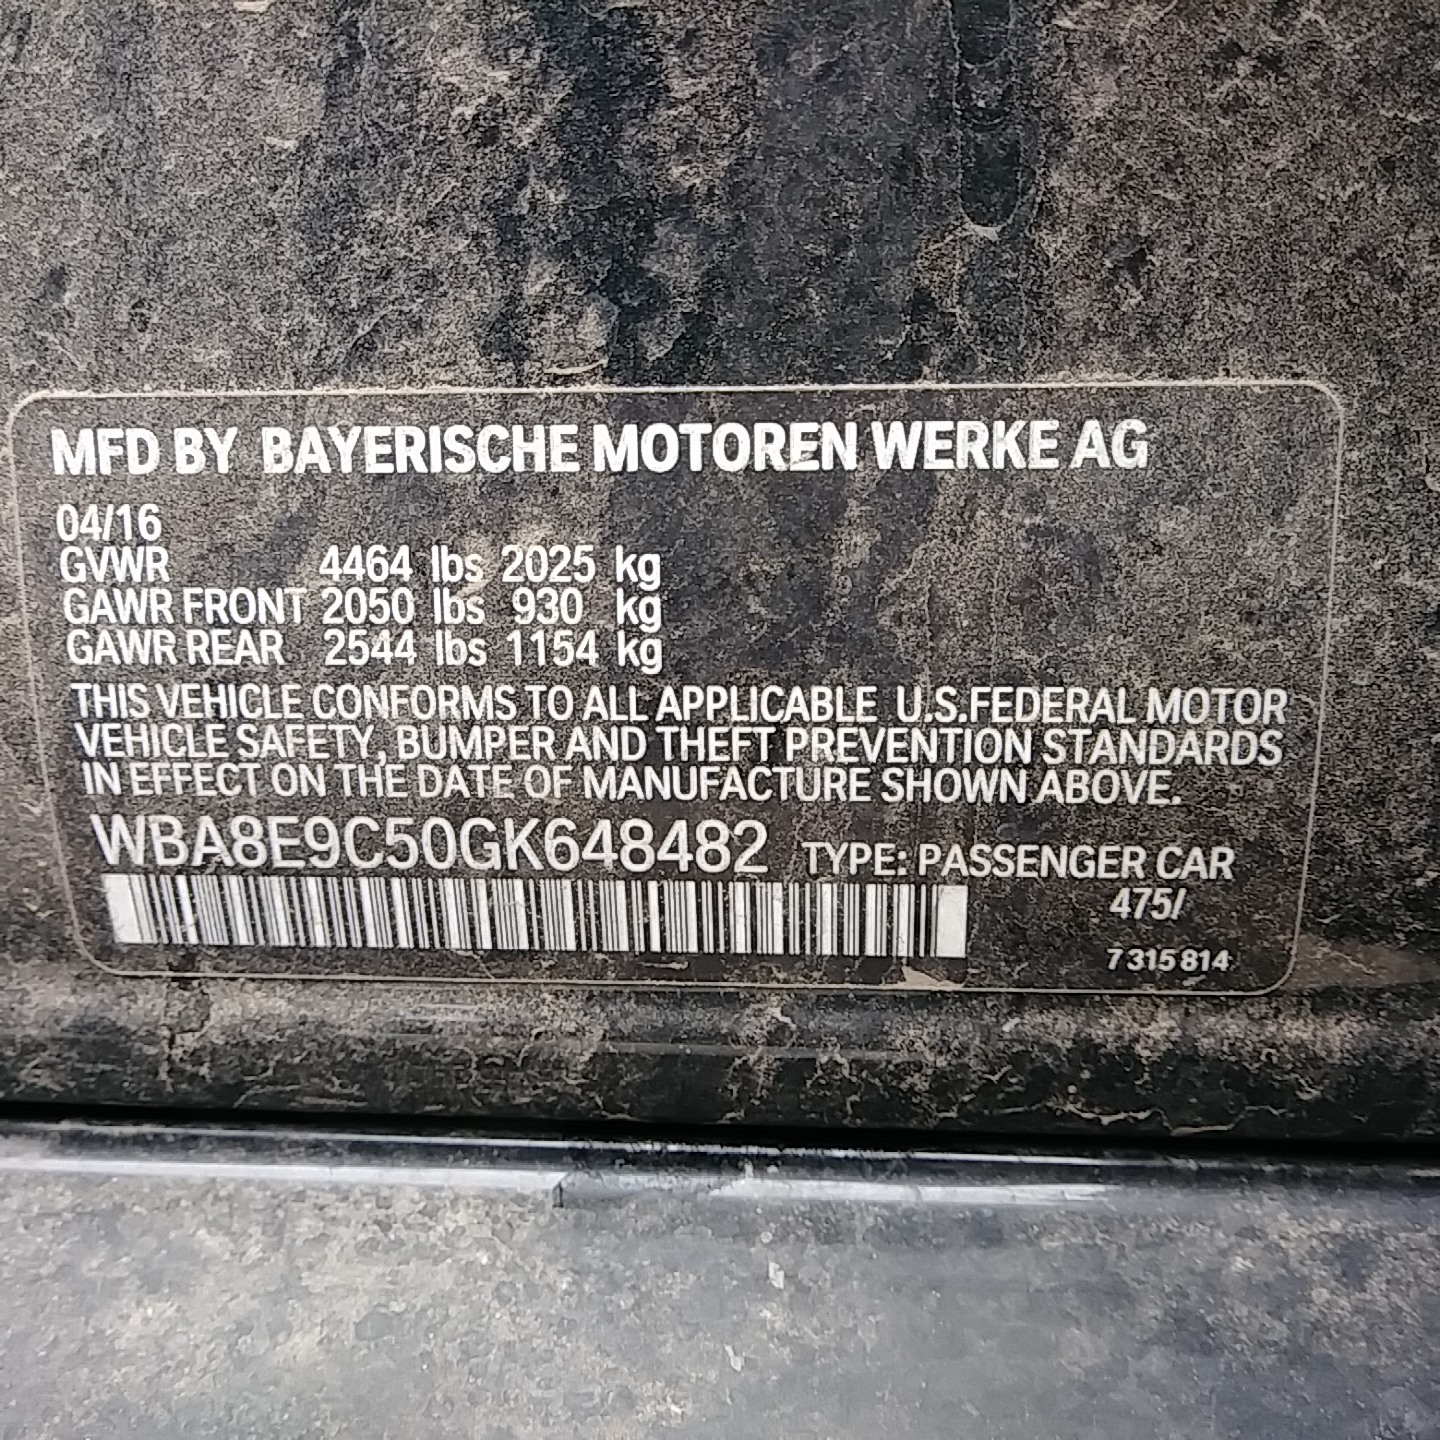 MFD BY BAYERISCHE MOTOREN WERKE AG
04/16
GVWR 4464 lbs 2025 kg
GAWR FRONT 2050 lbs 930 kg
GAWR REAR 2544 lbs 1154 kg
THIS VEHICLE CONFORMS TO ALL APPLICABLE U.S.FEDERAL MOTOR
VEHICLE SAFETY, BUMPER AND THEFT PREVENTION STANDARDS
IN EFFECT ON THE DATE OF MANUFACTURE SHOWN ABOVE.
WBA8E9C50GK648482 TYPE: PASSENGER CAR
475/
7 315 814